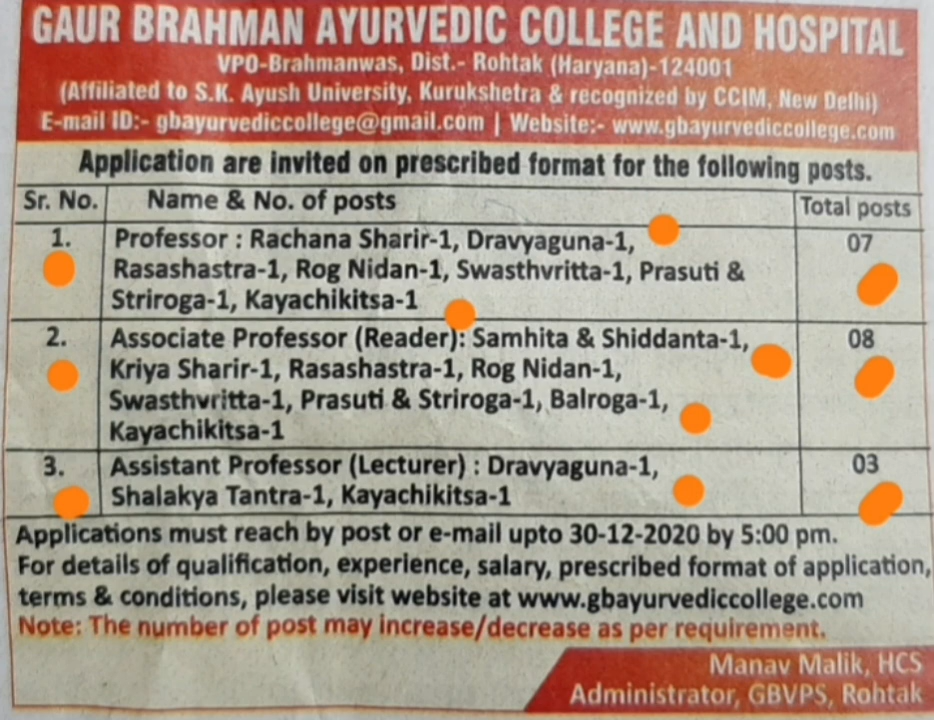 GAUR BRAHMAN AYURVEDIC COLLEGE AND HOSPITAL
VPO-Brahmanwas, Dist.- Rohtak (Haryana)-124001
(Affiliated to S.K. Ayush University, Kurukshetra & recognized by CCIM, New Delhi)
E-mail ID:- gbayurvediccollege@gmail.com | Website:- www.gbayurvediccollege.com
Application are invited on prescribed format for the following posts.
Sr. No. Name & No. of posts Total posts
1. Professor : Rachana Sharir-1, Dravyaguna-1, 07
Rasashastra-1, Rog Nidan-1, Swasthvritta-1, Prasuti &
Striroga-1, Kayachikitsa-1
2. Associate Professor (Reader): Samhita & Shiddanta-1, 08
Kriya Sharir-1, Rasashastra-1, Rog Nidan-1,
Swasthvritta-1, Prasuti & Striroga-1, Balroga-1,
Kayachikitsa-1
3. Assistant Professor (Lecturer) : Dravyaguna-1, 03
Shalakya Tantra-1, Kayachikitsa-1
Applications must reach by post or e-mail upto 30-12-2020 by 5:00 pm.
For details of qualification, experience, salary, prescribed format of application,
terms & conditions, please visit website at www.gbayurvediccollege.com
Note: The number of post may increase/decrease as per requirement.
Manav Malik, HCS
Administrator, GBVPS, Rohtak